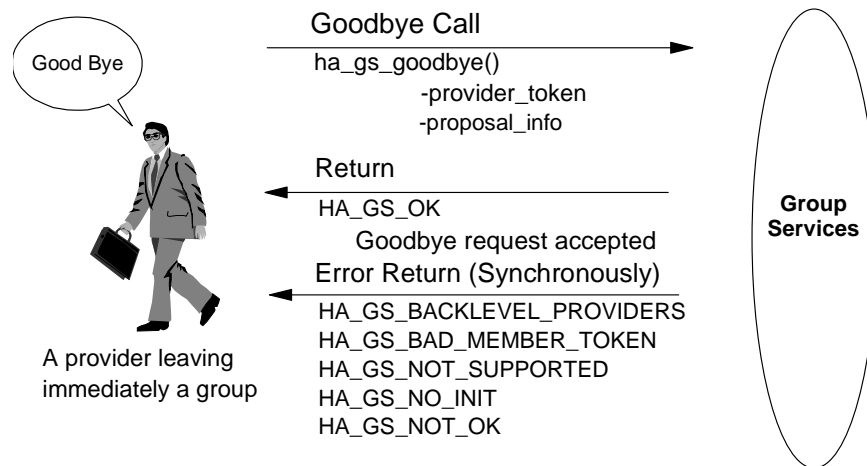 Good Bye
Goodbye Call
ha_gs_goodbye()
-provider_token
-proposal_info
Return
HA_GS_OK
Goodbye request accepted
Error Return (Synchronously)
HA_GS_BACKLEVEL_PROVIDERS
HA_GS_BAD_MEMBER_TOKEN
HA_GS_NOT_SUPPORTED
HA_GS_NO_INIT
HA_GS_NOT_OK
A provider leaving
immediately a group
Group
Services